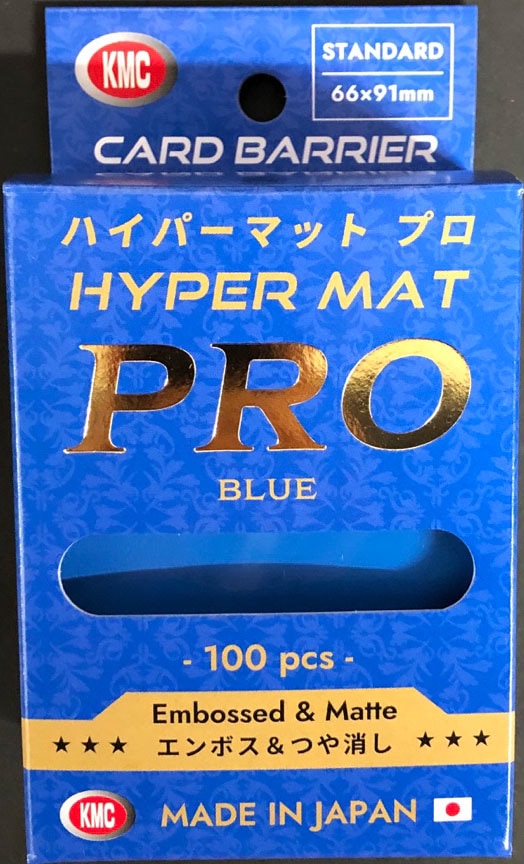 KMC
STANDARD
66×91mm
CARD BARRIER
ハイパーマット プロ
HYPER MAT
PRO
BLUE
- 100 pcs -
Embossed & Matte
★★★ エンボス&つや消し ★★★
KMC MADE IN JAPAN